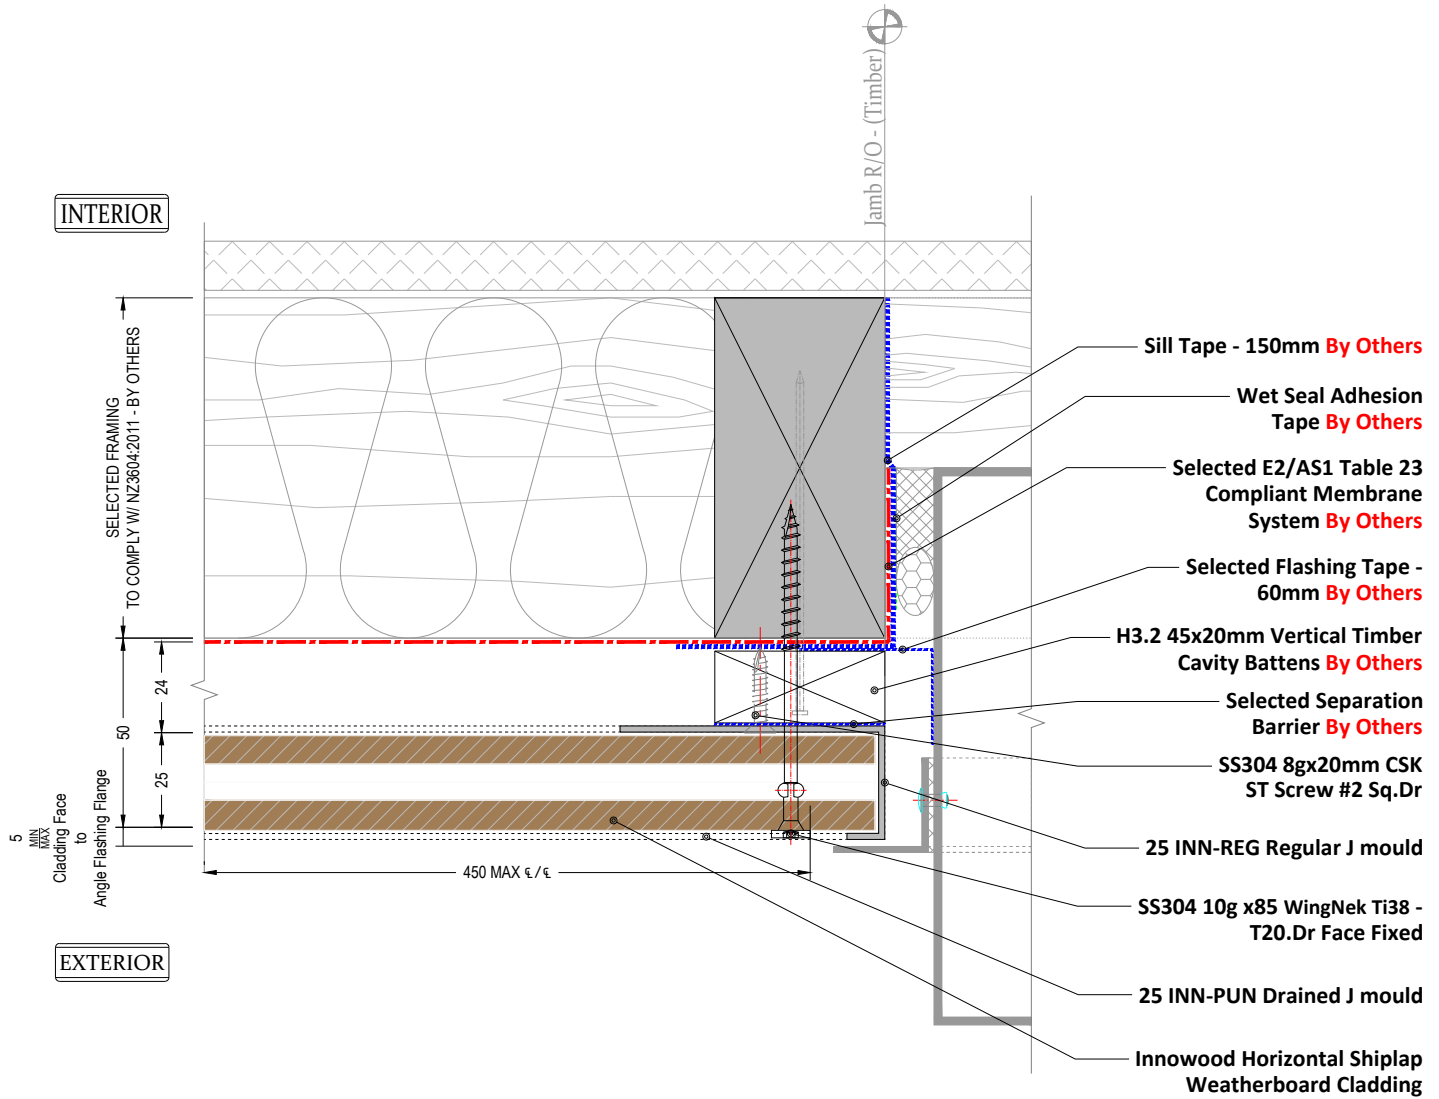 Jamb R/O - (Timber)
INTERIOR
SELECTED FRAMING
TO COMPLY W/ NZ3604:2011 - BY OTHERS
Sill Tape - 150mm By Others
Wet Seal Adhesion
Tape By Others
Selected E2/AS1 Table 23
Compliant Membrane
System By Others
Selected Flashing Tape -
60mm By Others
H3.2 45x20mm Vertical Timber
Cavity Battens By Others
Selected Separation
Barrier By Others
SS304 8gx20mm CSK
ST Screw #2 Sq.Dr
25 INN-REG Regular J mould
SS304 10g x85 WingNek Ti38 -
T20.Dr Face Fixed
25 INN-PUN Drained J mould
Innowood Horizontal Shiplap
Weatherboard Cladding
24
50
25
5
MIN
MAX
Cladding Face
to
Angle Flashing Flange
450 MAX ℄/℄
EXTERIOR